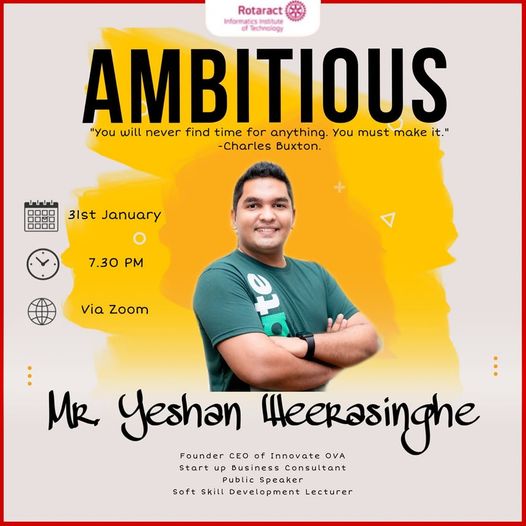 Rotaract
Informatics Institute
of Technology
AMBITIOUS
"You will never find time for anything. You must make it."
-Charles Buxton.
31st January
7.30 PM
Via Zoom
Mr. Yeshan Weerasinghe
Founder CEO of Innovate OVA
Start up Business Consultant
Public Speaker
Soft Skill Development Lecturer